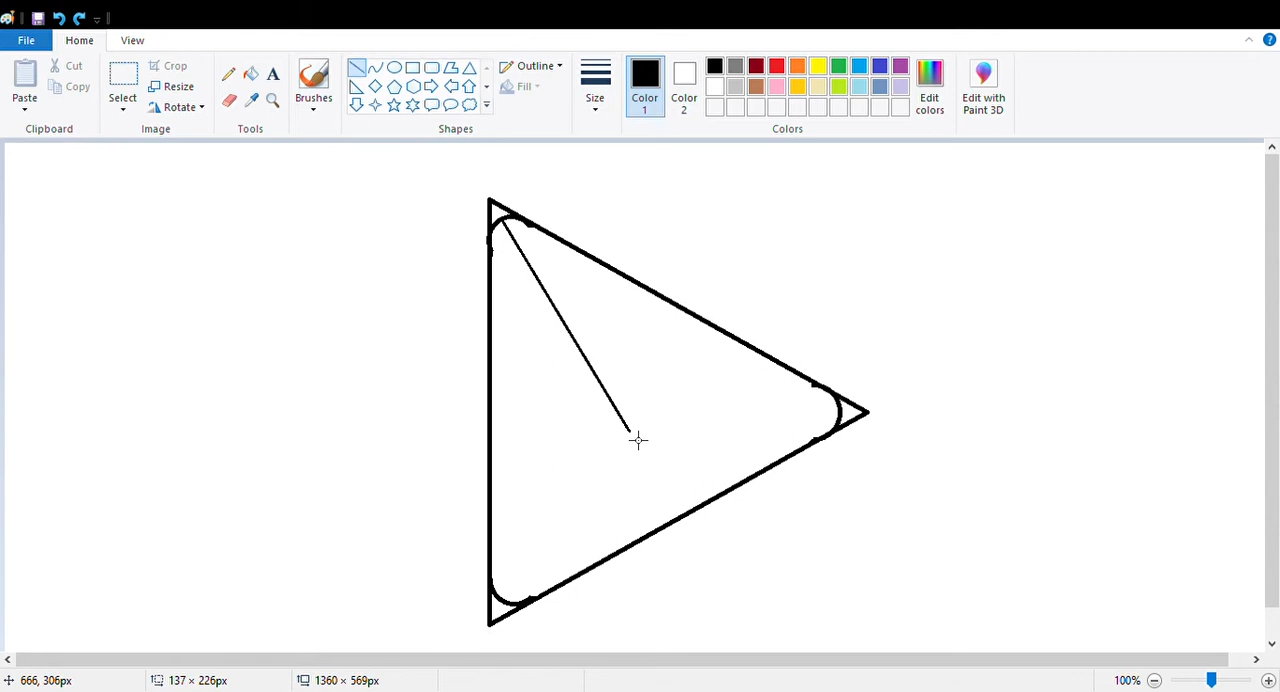 File Home View
Paste Cut Copy Clipboard
Select Crop Resize Rotate Image
A Tools
Brushes
Outline Fill Shapes
Size
Color 1 Color 2 Edit colors Colors
Edit with Paint 3D
666, 306px 137 × 226px 1360 × 569px 100%